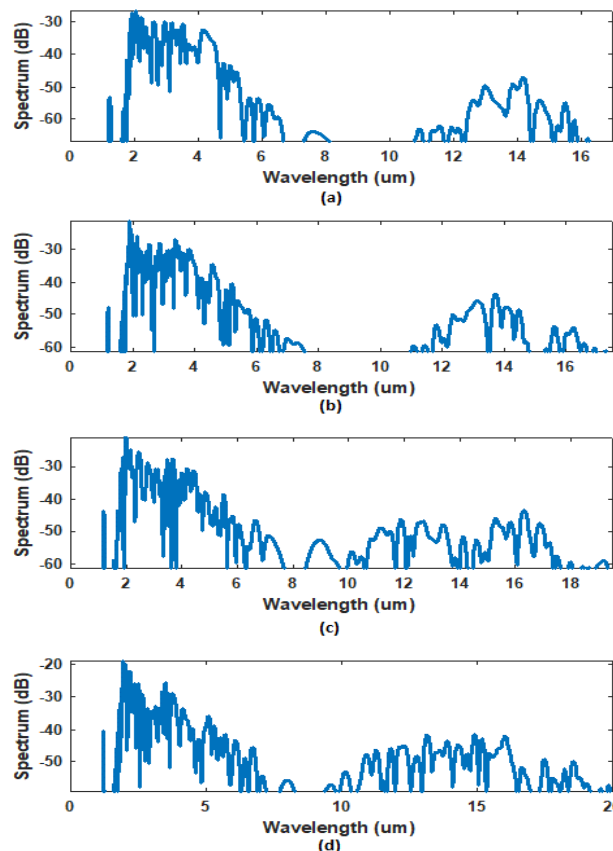 Spectrum (dB)
-30
-40
-50
-60
0 2 4 6 8 10 12 14 16
Wavelength (um)
(a)
Spectrum (dB)
-30
-40
-50
-60
0 2 4 6 8 10 12 14 16
Wavelength (um)
(b)
Spectrum (dB)
-30
-40
-50
-60
0 2 4 6 8 10 12 14 16 18
Wavelength (um)
(c)
Spectrum (dB)
-20
-30
-40
-50
0 5 10 15 20
Wavelength (um)
(d)